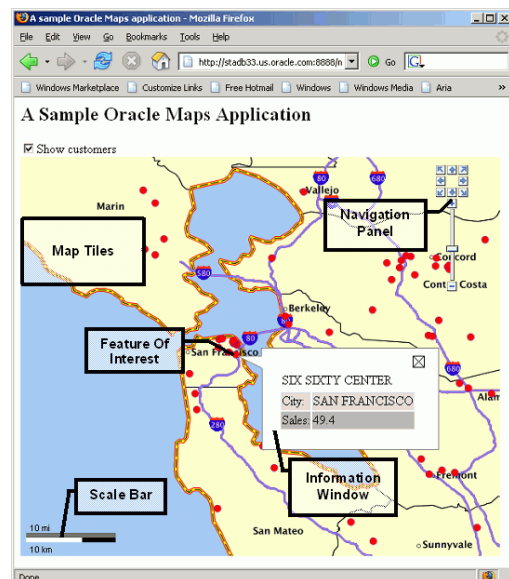 A sample Oracle Maps application - Mozilla Firefox
File Edit View Go Bookmarks Tools Help
http://stadb33.us.oracle.com:8888/n Go G
Windows Marketplace Customize Links Free Hotmail Windows Windows Media Aria »
A Sample Oracle Maps Application
Show customers
80
680
Vallejo
Marin
Navigation
Panel
Map Tiles
Concord
Costa
580
Berkeley
80
80
Feature Of
Interest
San Francisco
680
SIX SIXTY CENTER
City: SAN FRANCISCO
Sales: 49.4
280
Information
Window
Fremont
Scale Bar
10 mi
10 km
San Mateo
Sunnyvale
Done